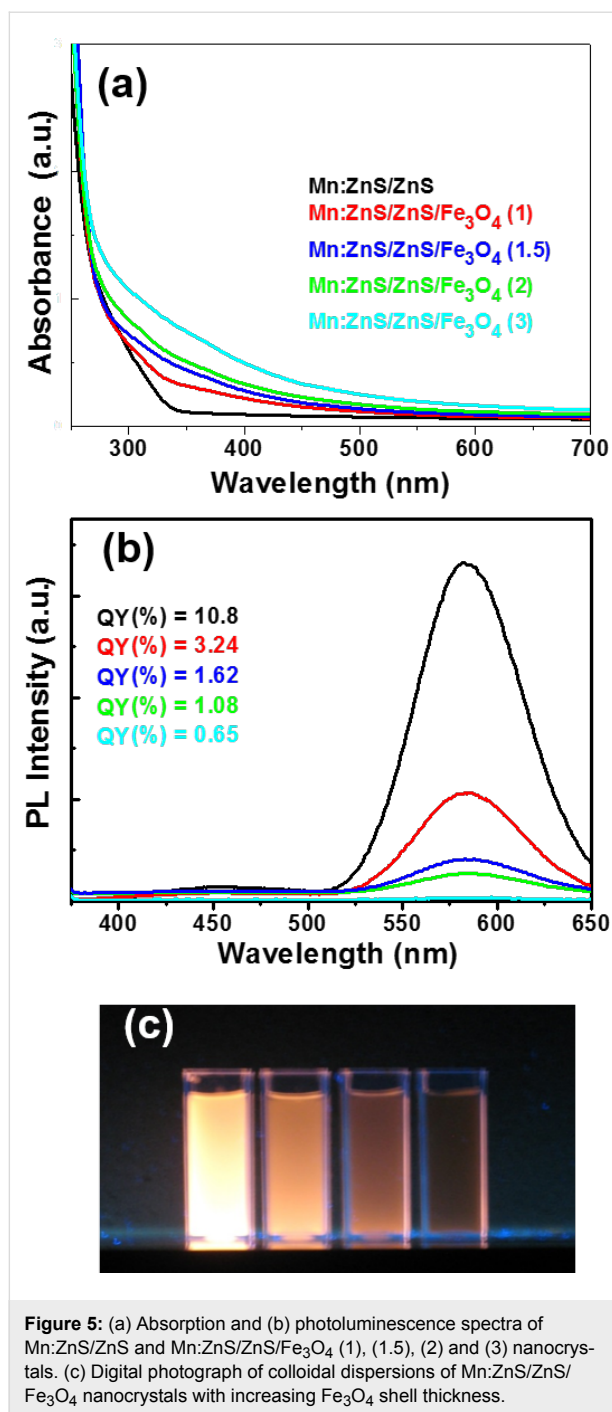 (a)
Mn:ZnS/ZnS
Mn:ZnS/ZnS/Fe₃O₄ (1)
Mn:ZnS/ZnS/Fe₃O₄ (1.5)
Mn:ZnS/ZnS/Fe₃O₄ (2)
Mn:ZnS/ZnS/Fe₃O₄ (3)
Absorbance (a.u.)
300 400 500 600 700
Wavelength (nm)
(b)
QY(%) = 10.8
QY(%) = 3.24
QY(%) = 1.62
QY(%) = 1.08
QY(%) = 0.65
PL Intensity (a.u.)
400 450 500 550 600 650
Wavelength (nm)
(c)
Figure 5: (a) Absorption and (b) photoluminescence spectra of
Mn:ZnS/ZnS and Mn:ZnS/ZnS/Fe₃O₄ (1), (1.5), (2) and (3) nanocrys-
tals. (c) Digital photograph of colloidal dispersions of Mn:ZnS/ZnS/
Fe₃O₄ nanocrystals with increasing Fe₃O₄ shell thickness.